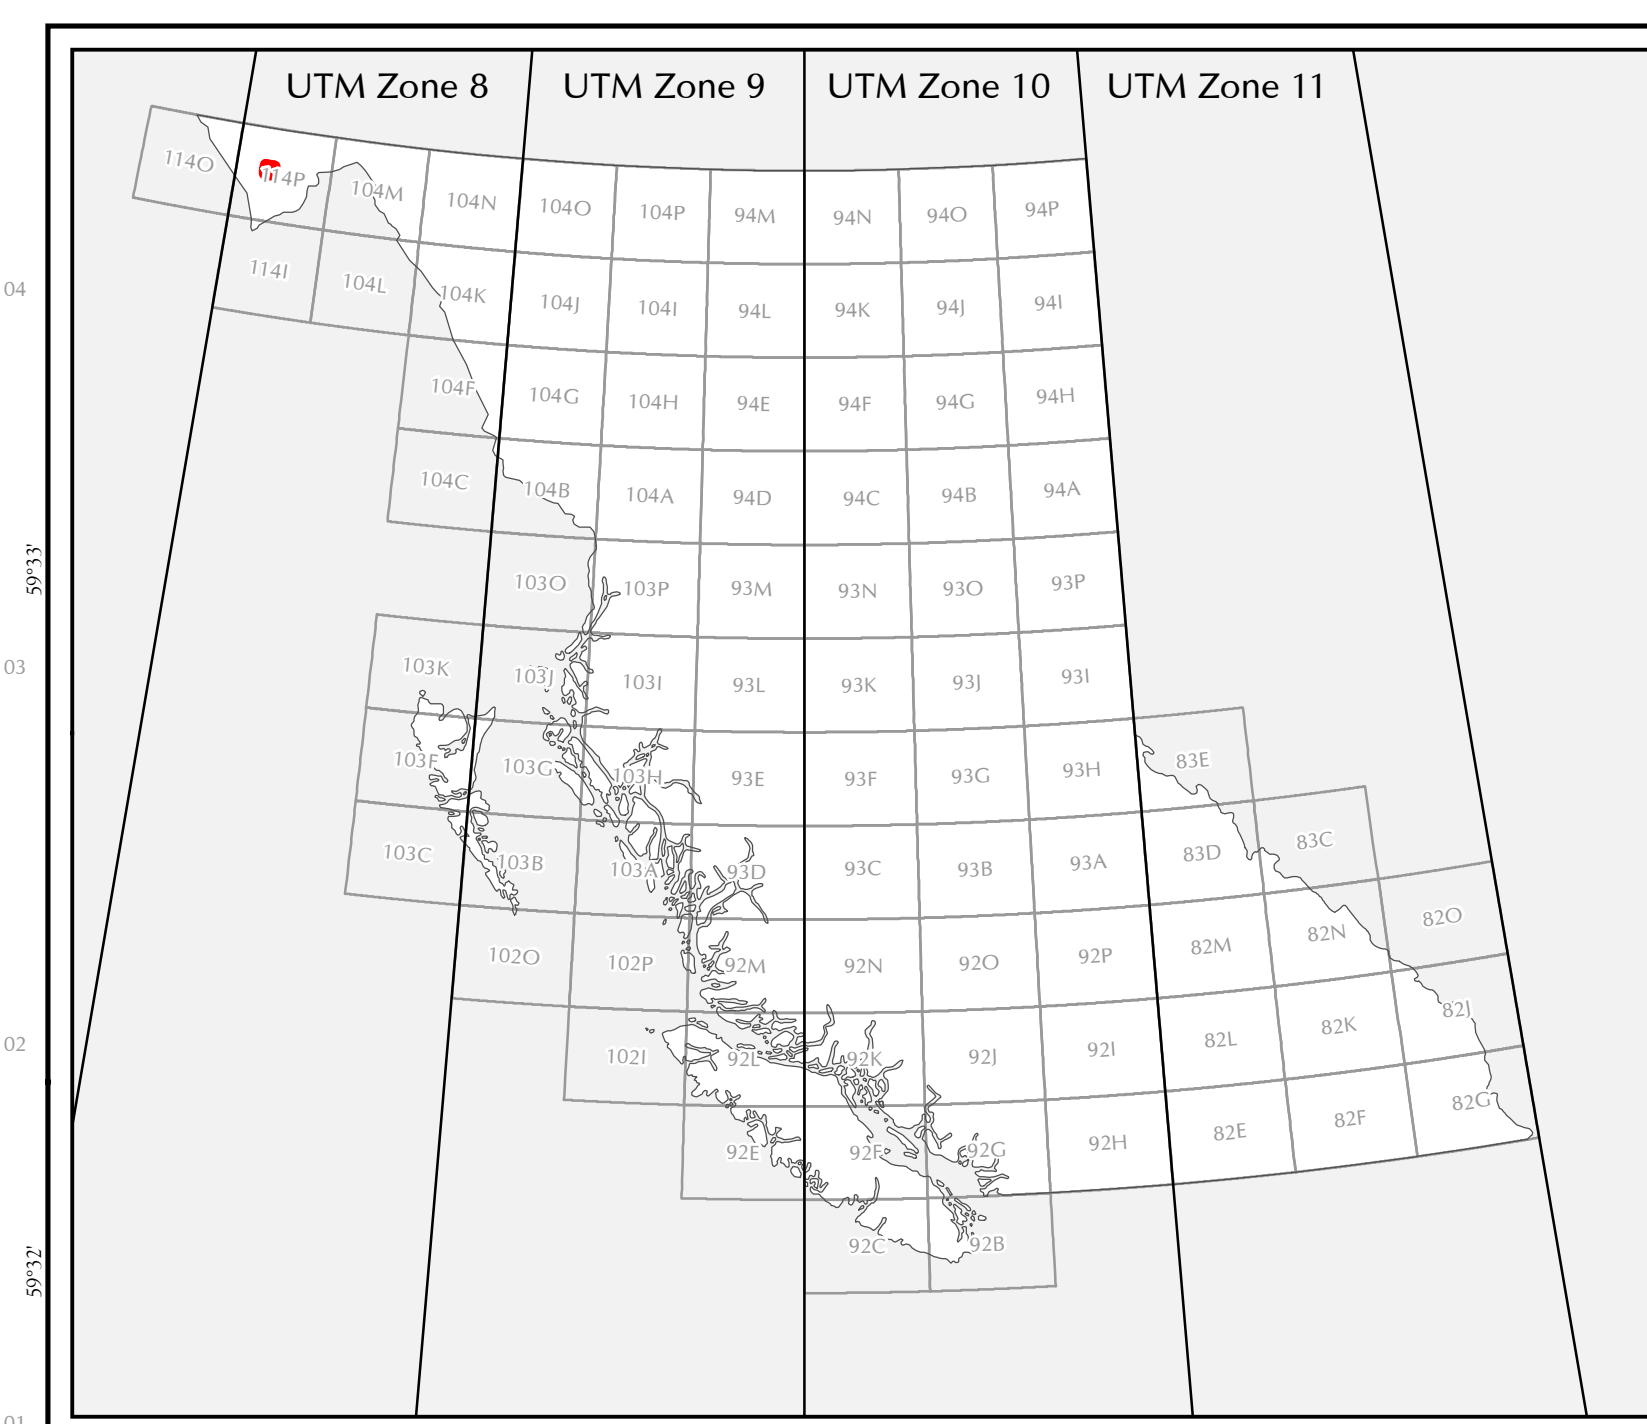 UTM Zone 8 UTM Zone 9 UTM Zone 10 UTM Zone 11
114O 114P 104M 104N 104O 104P 94M 94N 94O 94P
114I 104L 104K 104J 104I 94L 94K 94J 94I
04
104F 104G 104H 94E 94F 94G 94H
104C 104B 104A 94D 94C 94B 94A
59°33'
103O 103P 93M 93N 93O 93P
03
103K 103J 103I 93L 93K 93J 93I
103F 103G 103H 93E 93F 93G 93H 83E
103C 103B 103A 93D 93C 93B 93A 83D 83C
102O 102P 92M 92N 92O 92P 82M 82N 82O
02
102I 92L 92K 92J 92I 82L 82K 82J
92E 92F 92G 92H 82E 82F 82G
92C 92B
59°32'
01